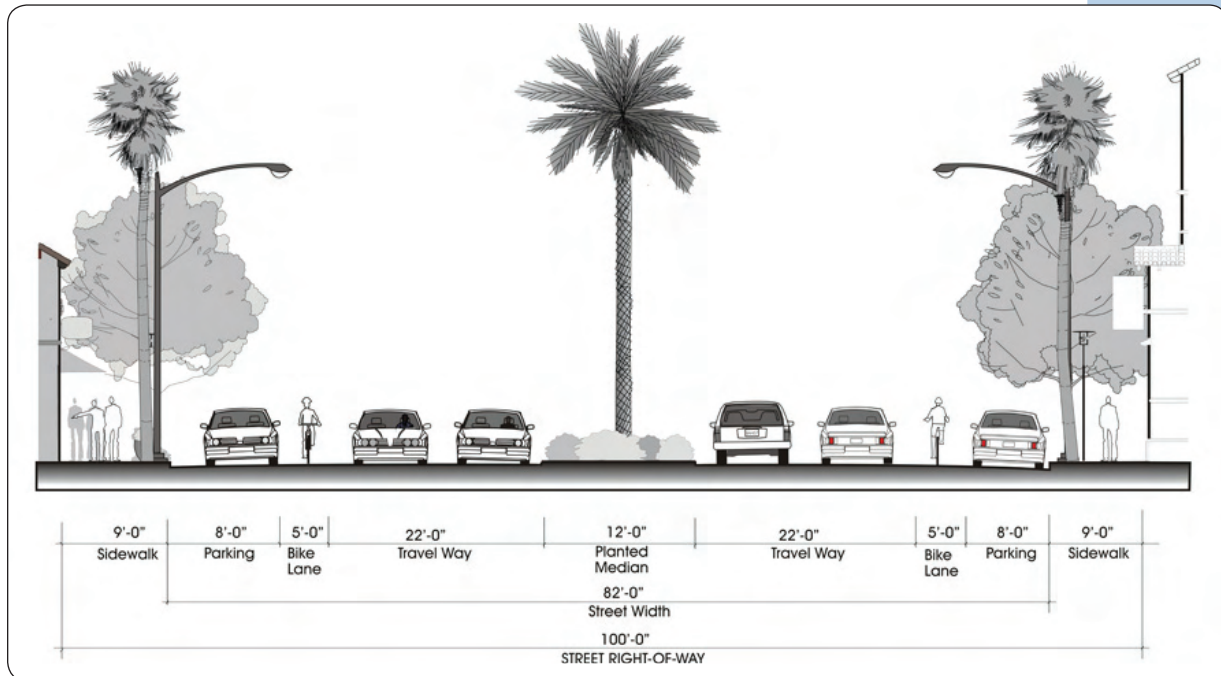 9'-0" 8'-0" 5'-0" 22'-0" 12'-0" 22'-0" 5'-0" 8'-0" 9'-0"
Sidewalk Parking Bike Travel Way Planted Travel Way Bike Parking Sidewalk
Lane Median Lane
82'-0"
Street Width
100'-0"
STREET RIGHT-OF-WAY